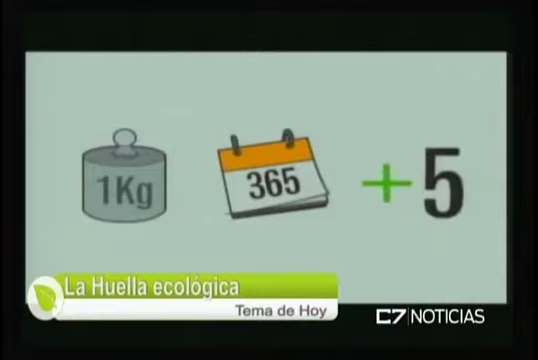 1Kg
365
+5
La Huella ecológica
Tema de Hoy
C7 NOTICIAS